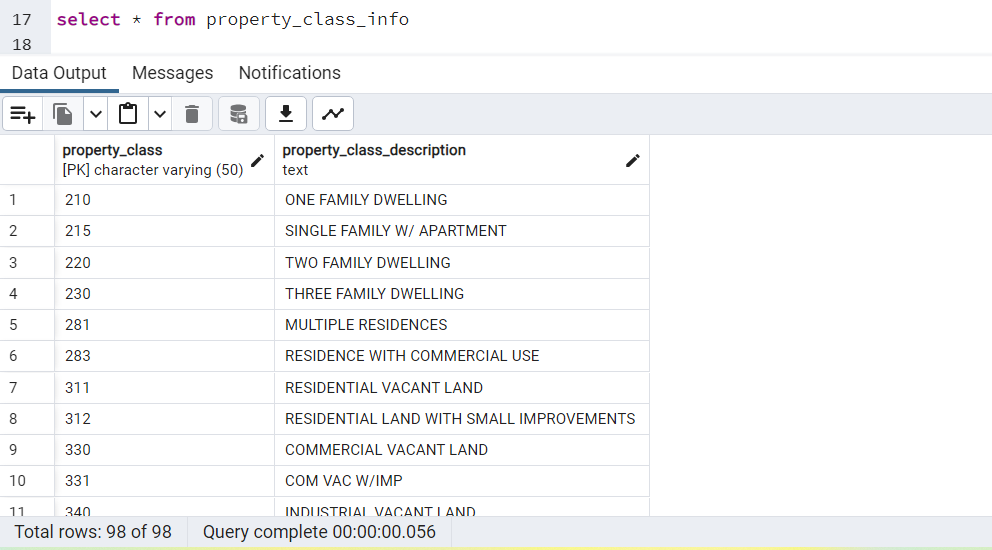 17 select * from property_class_info
18
Data Output Messages Notifications
property_class property_class_description
[PK] character varying (50) text
1 210 ONE FAMILY DWELLING
2 215 SINGLE FAMILY W/ APARTMENT
3 220 TWO FAMILY DWELLING
4 230 THREE FAMILY DWELLING
5 281 MULTIPLE RESIDENCES
6 283 RESIDENCE WITH COMMERCIAL USE
7 311 RESIDENTIAL VACANT LAND
8 312 RESIDENTIAL LAND WITH SMALL IMPROVEMENTS
9 330 COMMERCIAL VACANT LAND
10 331 COM VAC W/IMP
11 340 INDUSTRIAL VACANT LAND
Total rows: 98 of 98 Query complete 00:00:00.056